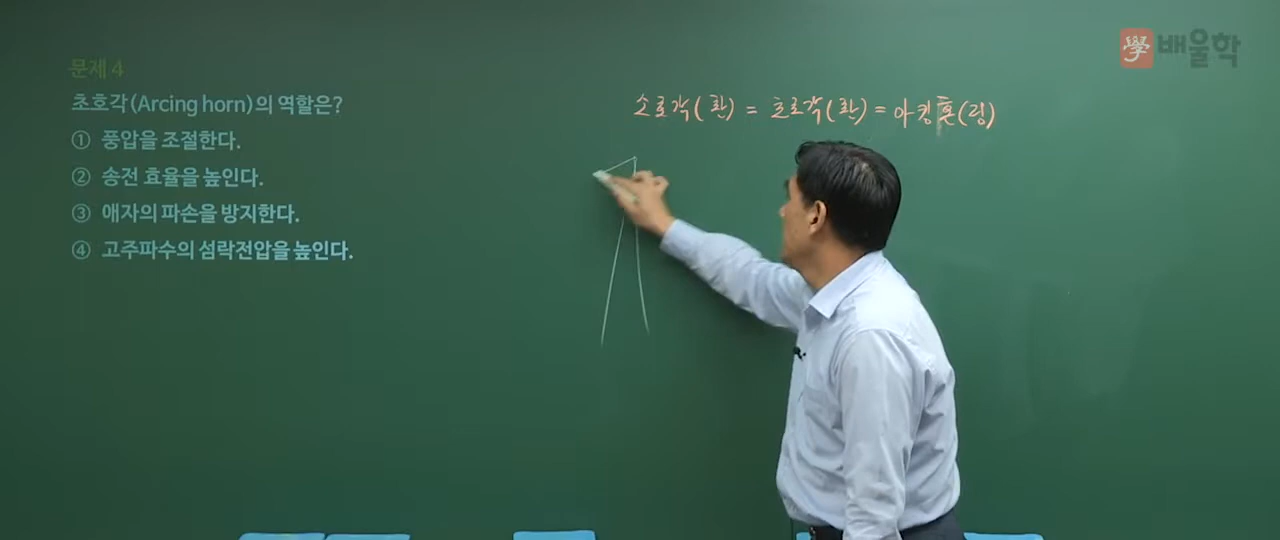 문제 4
초호각(Arcing horn)의 역할은?
① 풍압을 조절한다.
② 송전 효율을 높인다.
③ 애자의 파손을 방지한다.
④ 고주파수의 섬락전압을 높인다.
소호각(환) = 초호각(환) = 아킹혼(링)
學 배울학